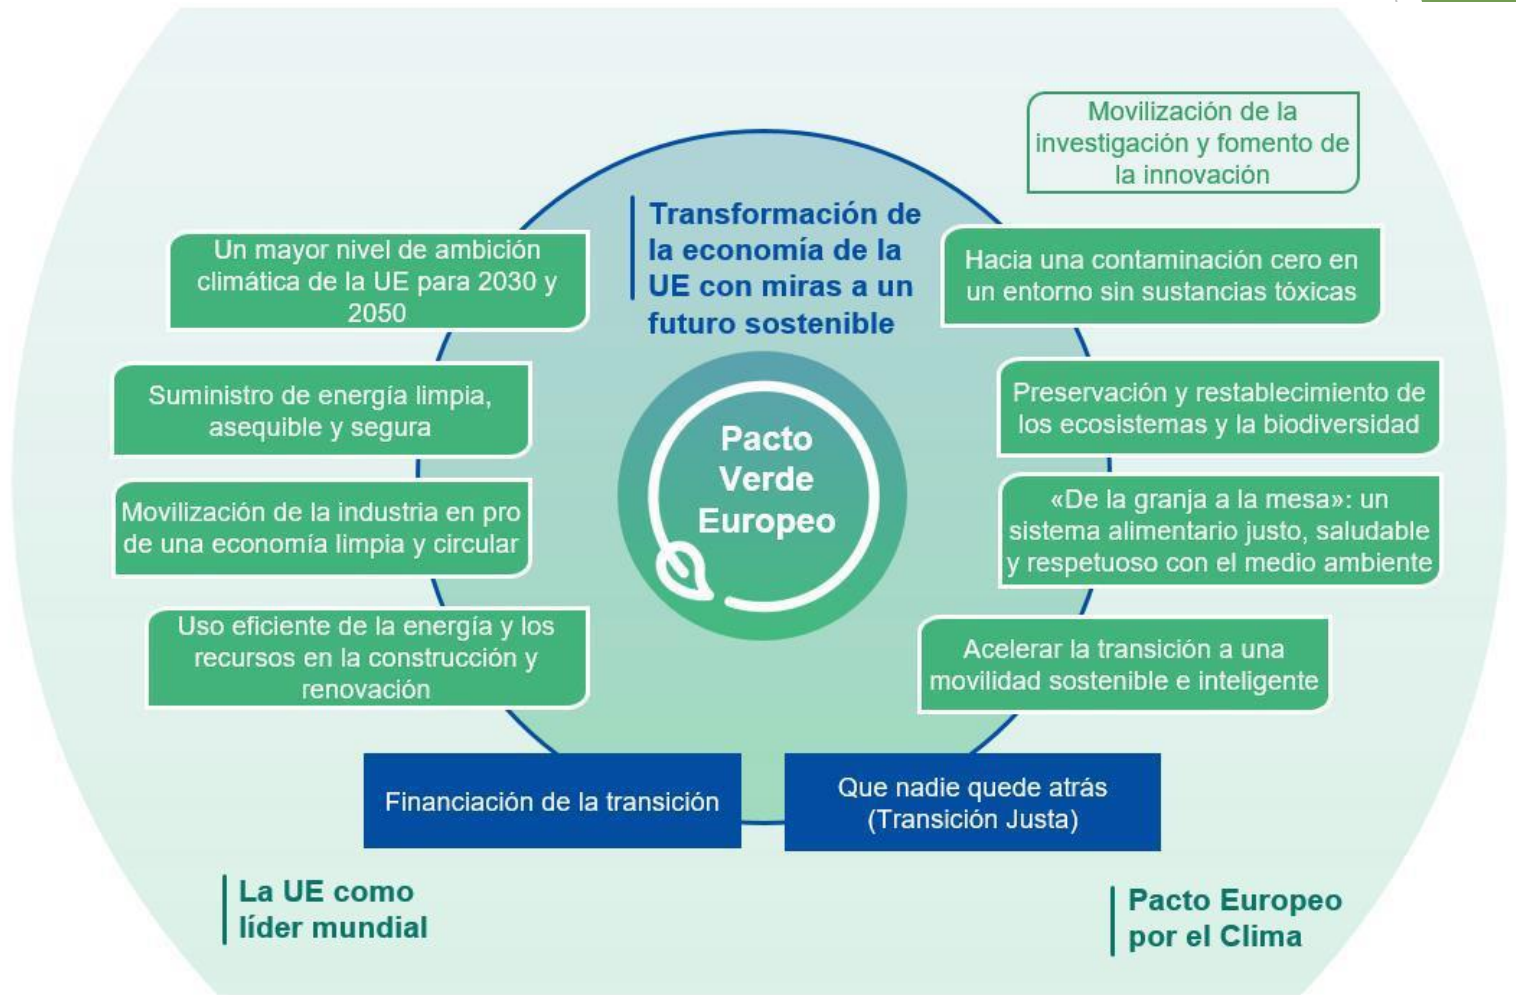 Movilización de la
investigación y fomento de
la innovación
Transformación de
la economía de la
UE con miras a un
futuro sostenible
Un mayor nivel de ambición
climática de la UE para 2030 y
2050
Suministro de energía limpia,
asequible y segura
Movilización de la industria en pro
de una economía limpia y circular
Uso eficiente de la energía y los
recursos en la construcción y
renovación
Pacto
Verde
Europeo
Hacia una contaminación cero en
un entorno sin sustancias tóxicas
Preservación y restablecimiento de
los ecosistemas y la biodiversidad
«De la granja a la mesa»: un
sistema alimentario justo, saludable
y respetuoso con el medio ambiente
Acelerar la transición a una
movilidad sostenible e inteligente
Financiación de la transición
Que nadie quede atrás
(Transición Justa)
La UE como
líder mundial
Pacto Europeo
por el Clima